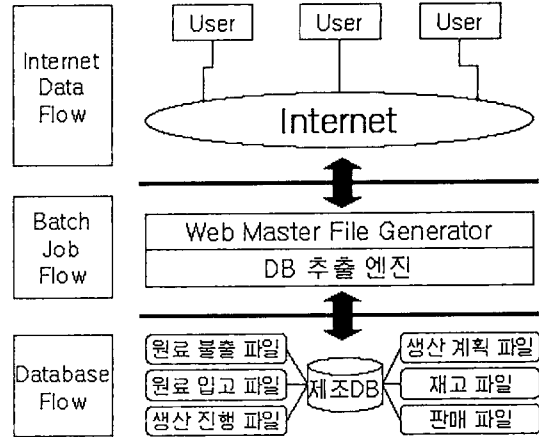 Internet
Data
Flow
User
User
User
Internet
Batch
Job
Flow
Web Master File Generator
DB 추출 엔진
Database
Flow
원료 불출 파일
원료 입고 파일
생산 진행 파일
제조DB
생산 계획 파일
재고 파일
판매 파일